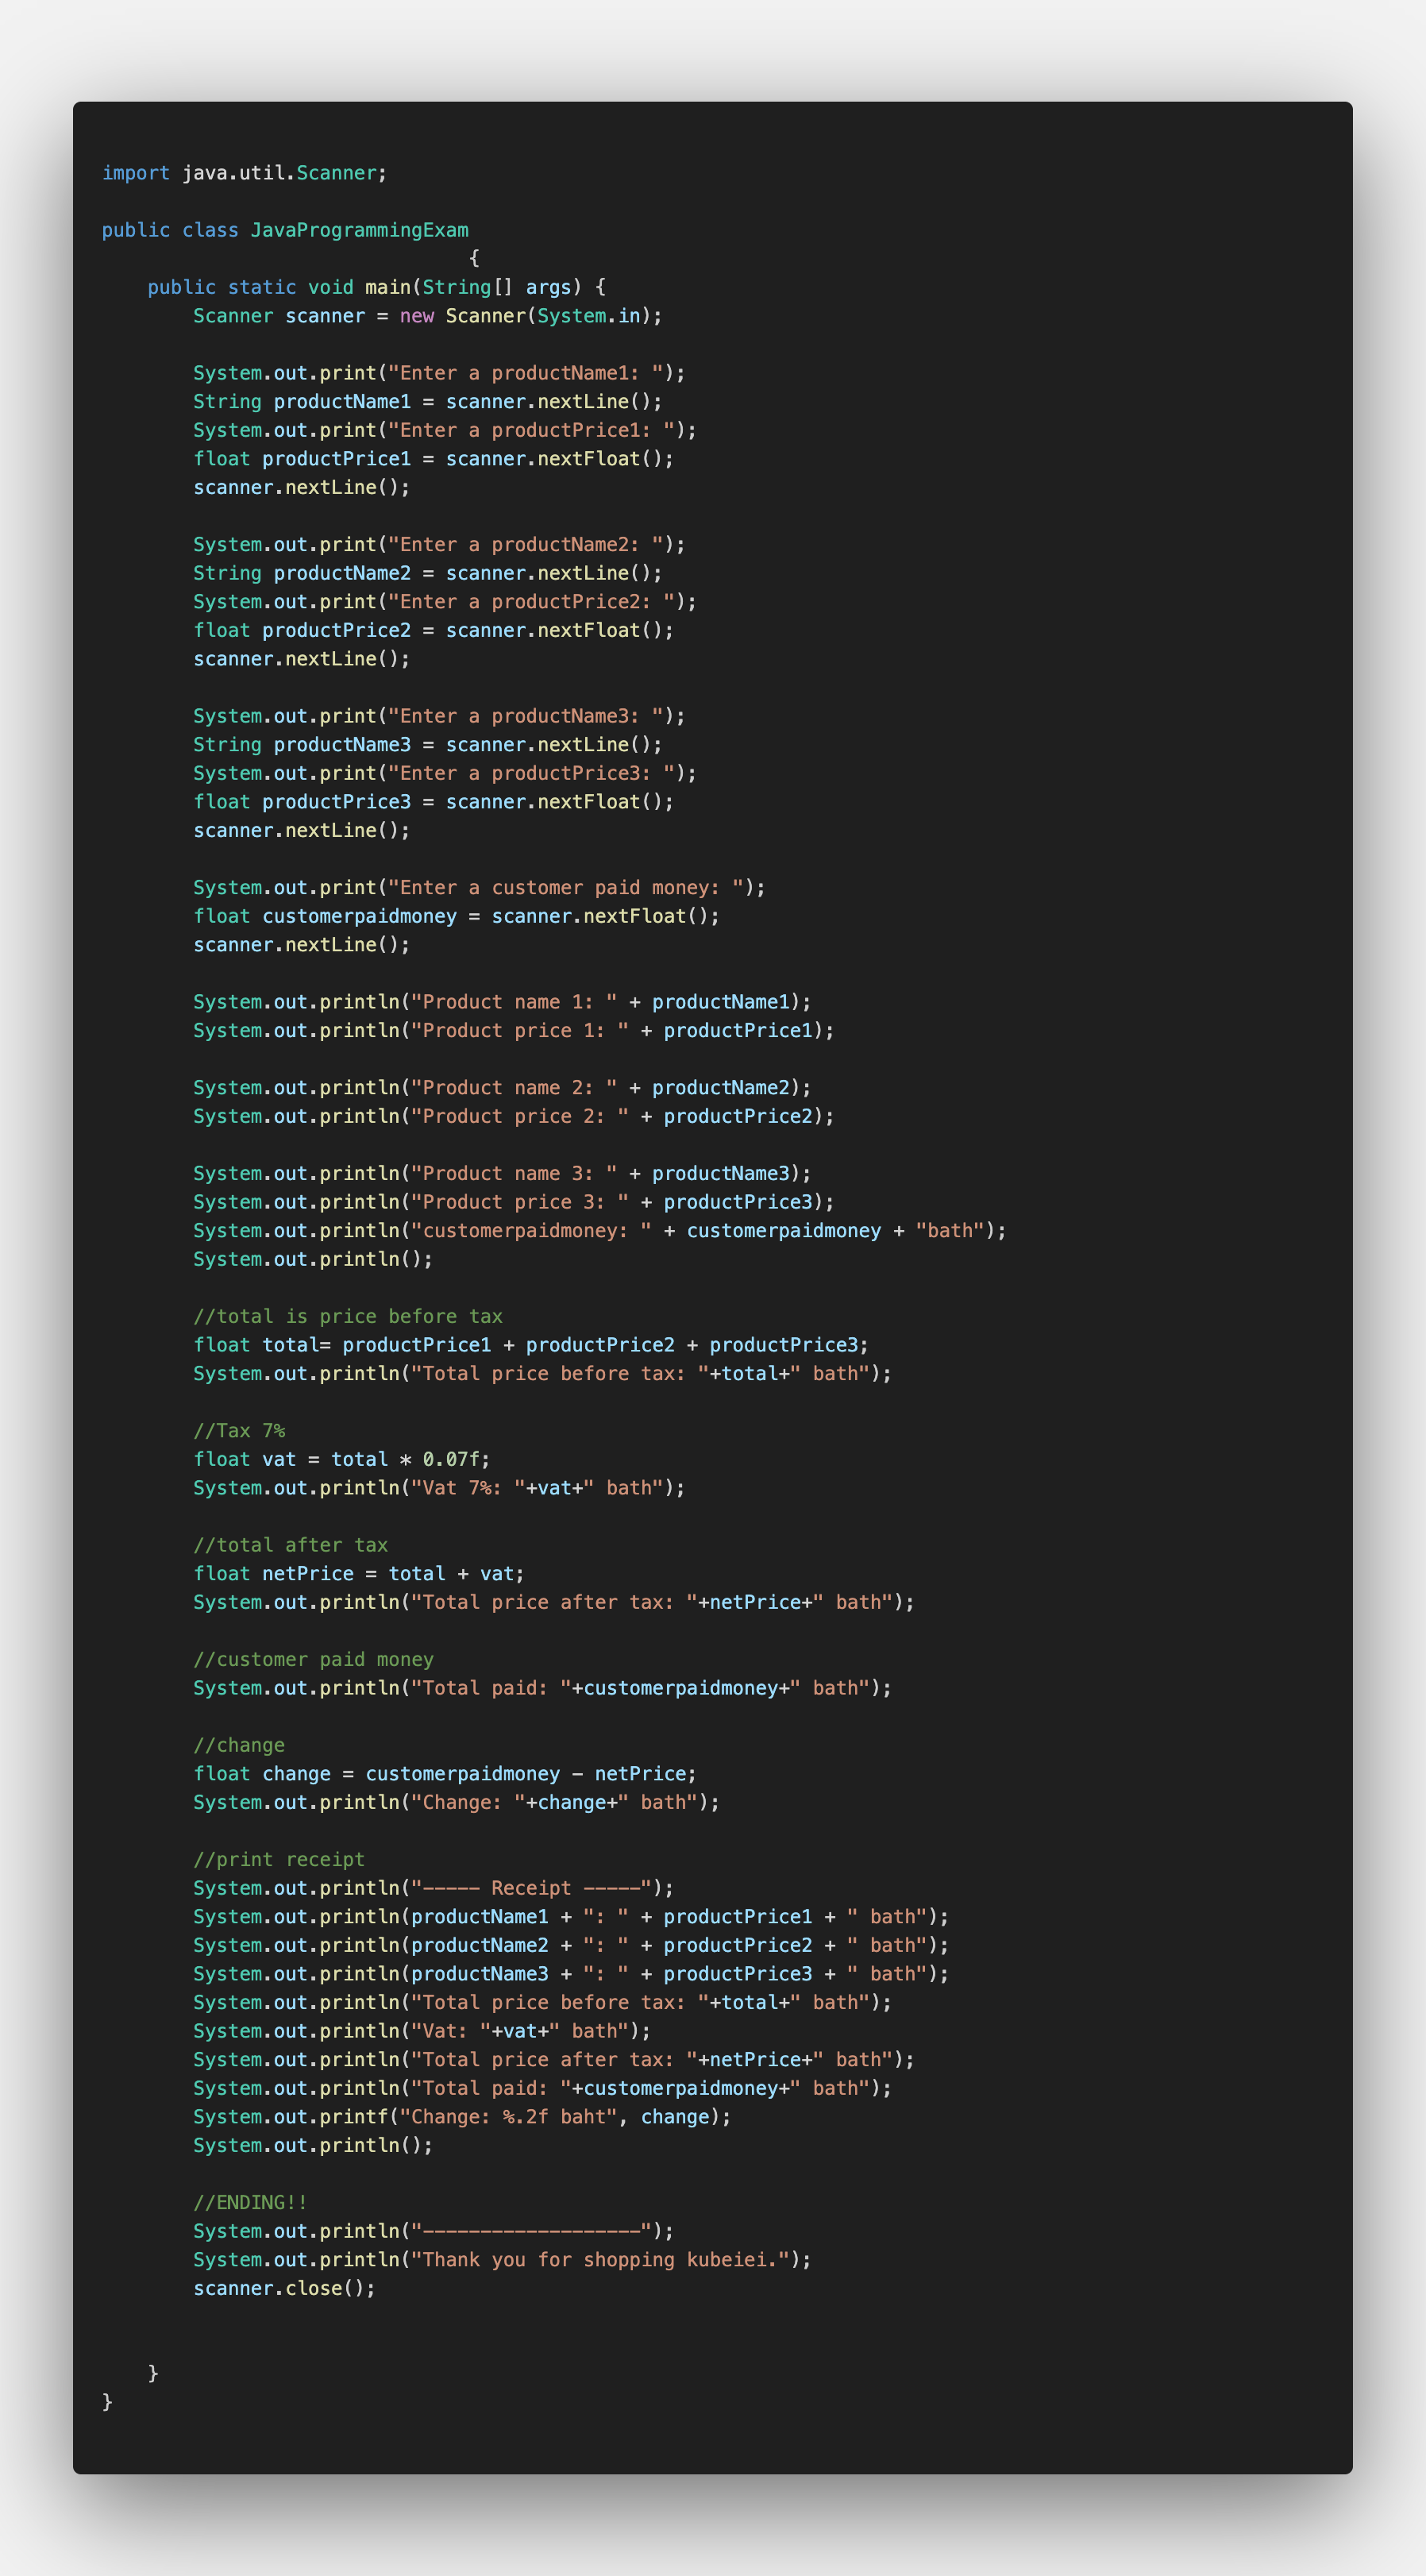 import java.util.Scanner;

public class JavaProgrammingExam
                                {
    public static void main(String[] args) {
        Scanner scanner = new Scanner(System.in);

        System.out.print("Enter a productName1: ");
        String productName1 = scanner.nextLine();
        System.out.print("Enter a productPrice1: ");
        float productPrice1 = scanner.nextFloat();
        scanner.nextLine();

        System.out.print("Enter a productName2: ");
        String productName2 = scanner.nextLine();
        System.out.print("Enter a productPrice2: ");
        float productPrice2 = scanner.nextFloat();
        scanner.nextLine();

        System.out.print("Enter a productName3: ");
        String productName3 = scanner.nextLine();
        System.out.print("Enter a productPrice3: ");
        float productPrice3 = scanner.nextFloat();
        scanner.nextLine();

        System.out.print("Enter a customer paid money: ");
        float customerpaidmoney = scanner.nextFloat();
        scanner.nextLine();

        System.out.println("Product name 1: " + productName1);
        System.out.println("Product price 1: " + productPrice1);

        System.out.println("Product name 2: " + productName2);
        System.out.println("Product price 2: " + productPrice2);

        System.out.println("Product name 3: " + productName3);
        System.out.println("Product price 3: " + productPrice3);
        System.out.println("customerpaidmoney: " + customerpaidmoney + "bath");
        System.out.println();

        //total is price before tax
        float total= productPrice1 + productPrice2 + productPrice3;
        System.out.println("Total price before tax: "+total+" bath");

        //Tax 7%
        float vat = total * 0.07f;
        System.out.println("Vat 7%: "+vat+" bath");

        //total after tax
        float netPrice = total + vat;
        System.out.println("Total price after tax: "+netPrice+" bath");

        //customer paid money
        System.out.println("Total paid: "+customerpaidmoney+" bath");

        //change
        float change = customerpaidmoney - netPrice;
        System.out.println("Change: "+change+" bath");

        //print receipt
        System.out.println("----- Receipt -----");
        System.out.println(productName1 + ": " + productPrice1 + " bath");
        System.out.println(productName2 + ": " + productPrice2 + " bath");
        System.out.println(productName3 + ": " + productPrice3 + " bath");
        System.out.println("Total price before tax: "+total+" bath");
        System.out.println("Vat: "+vat+" bath");
        System.out.println("Total price after tax: "+netPrice+" bath");
        System.out.println("Total paid: "+customerpaidmoney+" bath");
        System.out.printf("Change: %.2f baht", change);
        System.out.println();

        //ENDING!!
        System.out.println("-------------------");
        System.out.println("Thank you for shopping kubeiei.");
        scanner.close();


    }
}